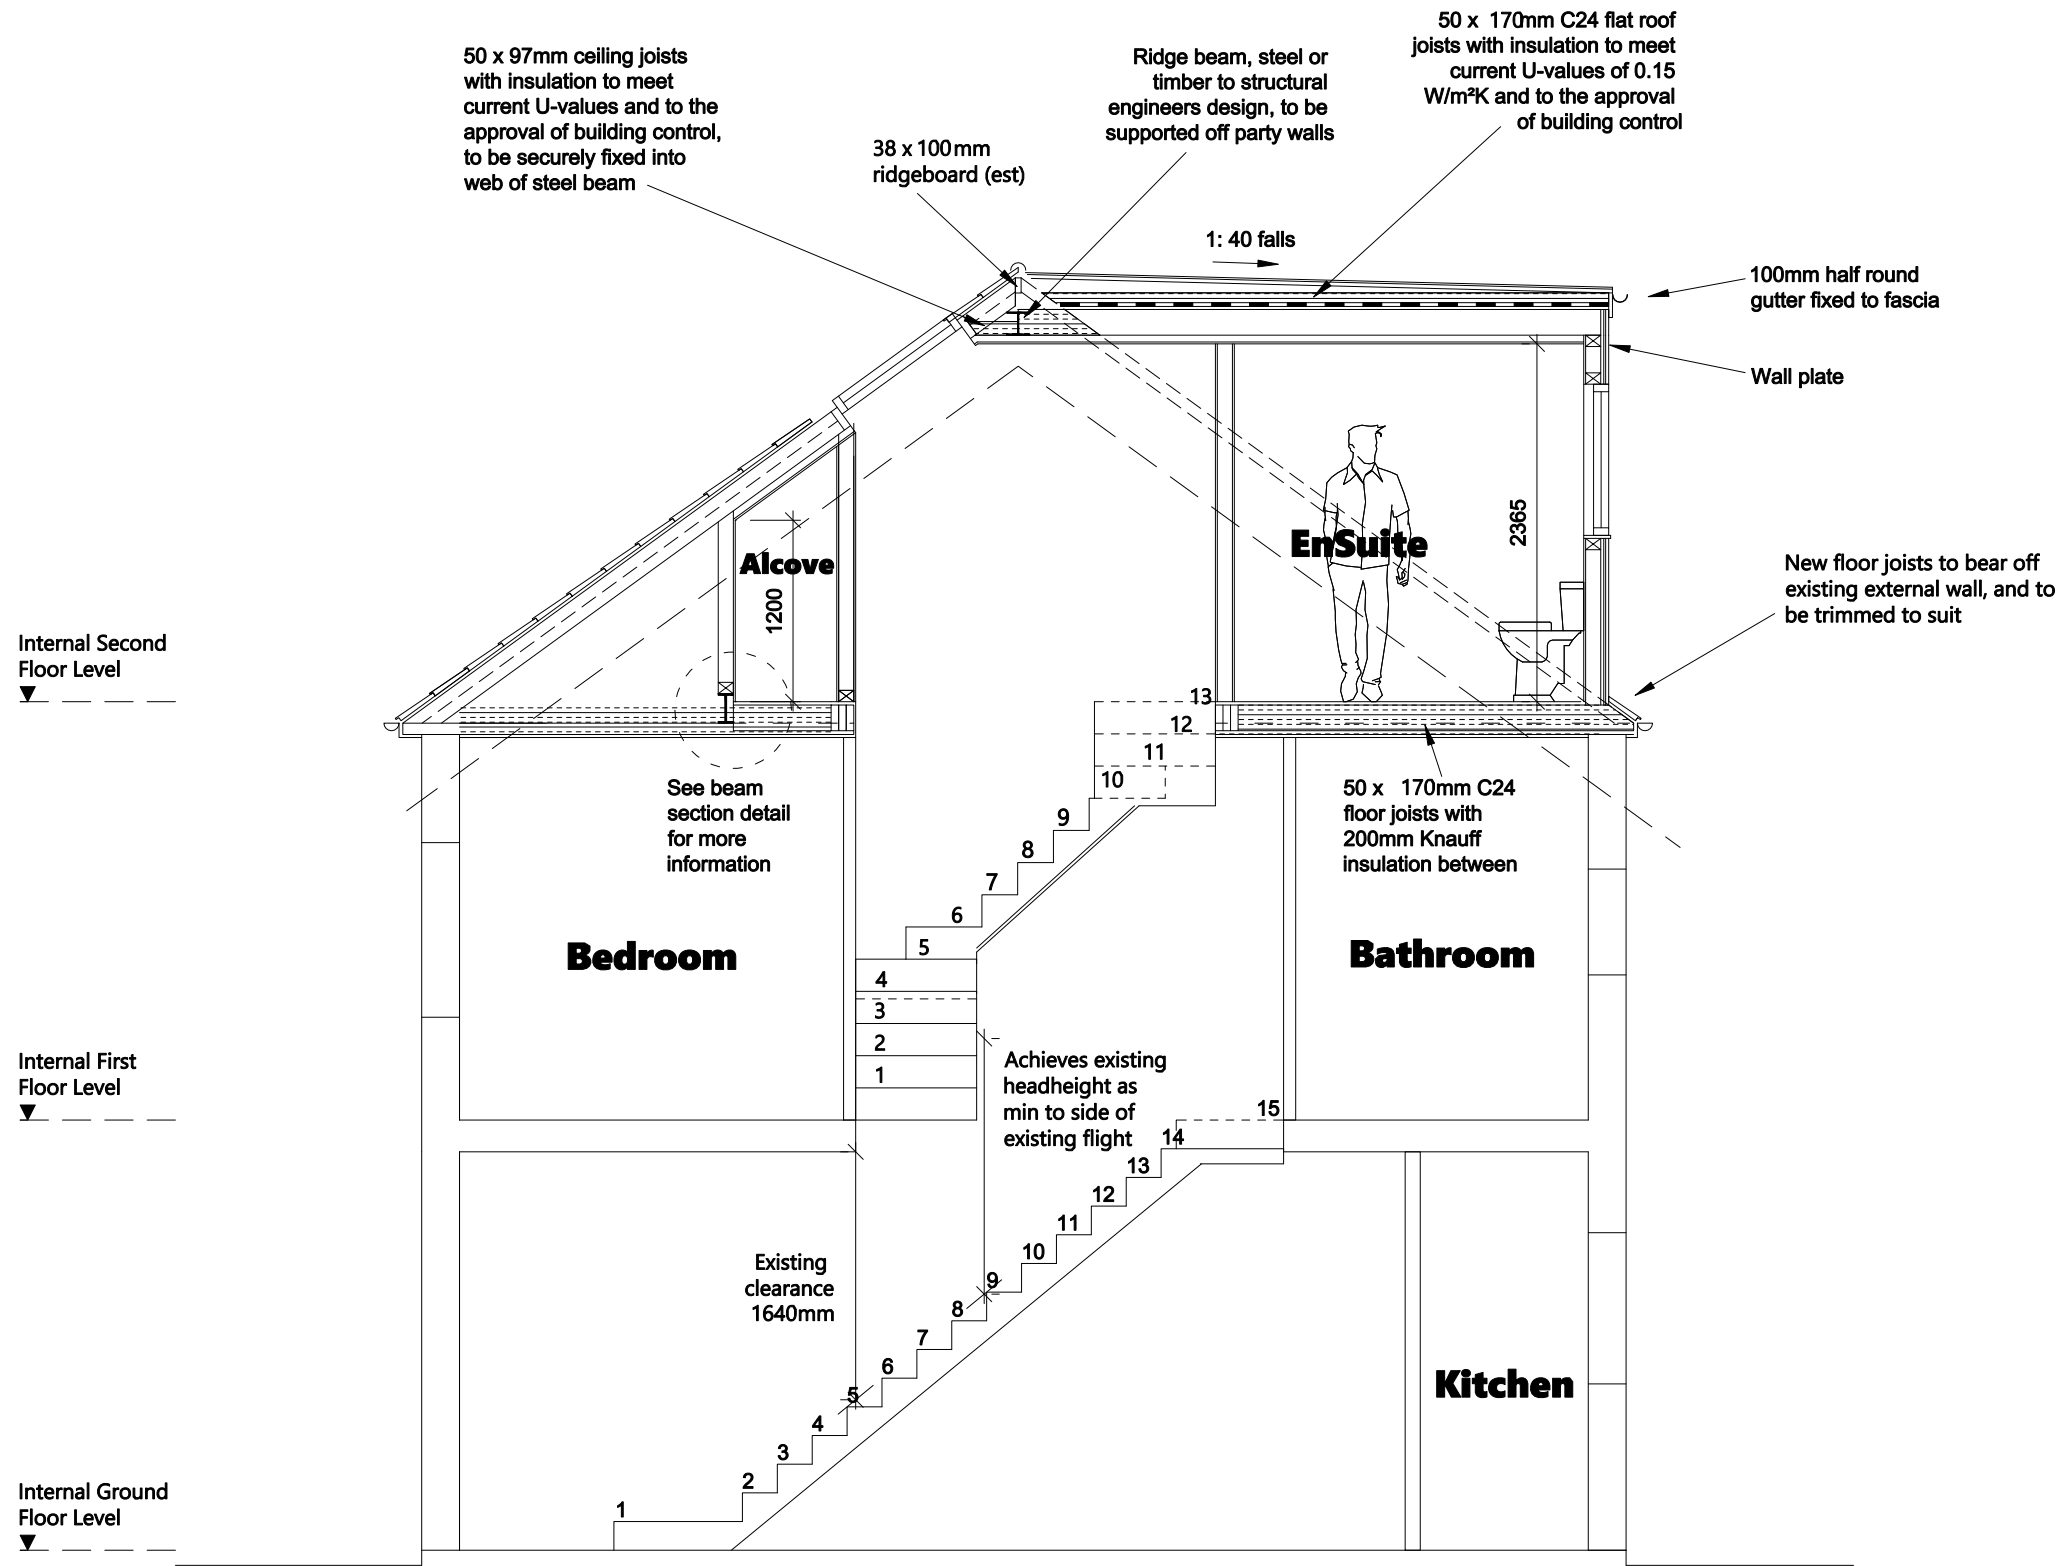 50 x 97mm ceiling joists
with insulation to meet
current U-values and to the
approval of building control,
to be securely fixed into
web of steel beam
38 x 100mm
ridgeboard (est)
Ridge beam, steel or
timber to structural
engineers design, to be
supported off party walls
50 x 170mm C24 flat roof
joists with insulation to meet
current U-values of 0.15
W/m²K and to the approval
of building control
1: 40 falls
100mm half round
gutter fixed to fascia
Wall plate
Alcove
1200
EnSuite
2365
New floor joists to bear off
existing external wall, and to
be trimmed to suit
Internal Second
Floor Level
13
12
11
10
9
8
7
6
5
4
3
2
1
See beam
section detail
for more
information
50 x 170mm C24
floor joists with
200mm Knauff
insulation between
Bedroom
Bathroom
Internal First
Floor Level
Achieves existing
headheight as
min to side of
existing flight
15
14
13
12
11
10
9
8
7
6
5
4
3
2
1
Existing
clearance
1640mm
Kitchen
Internal Ground
Floor Level